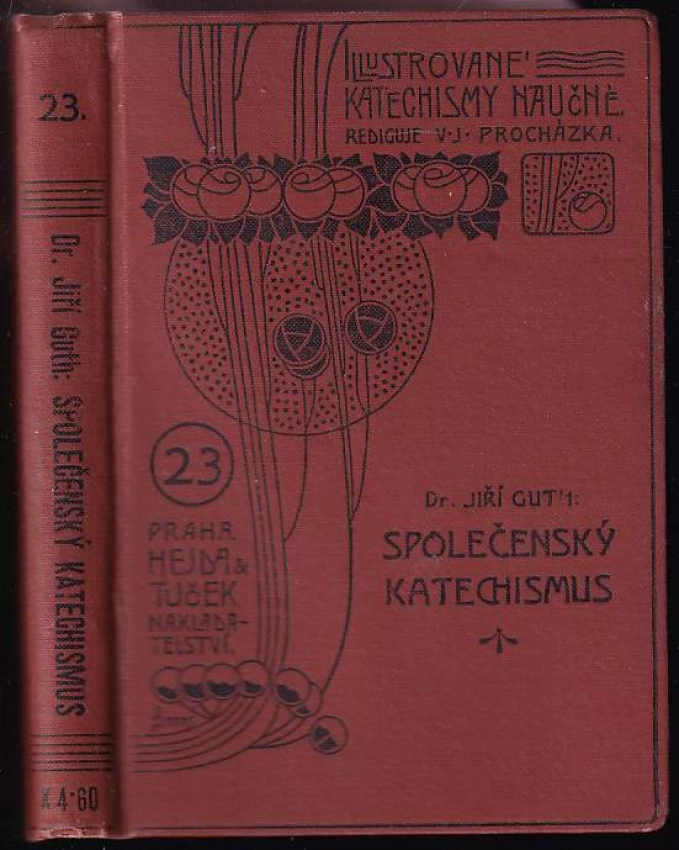 23.
Dr. Jiří Guth: SPOLEČENSKÝ KATECHISMUS
K 4·60
ILLUSTROVANÉ
KATECHISMY NAUČNÉ.
REDIGUJE V·J· PROCHÁZKA.
23
PRAHA.
HEJDA &
TUČEK
NAKLADA-
TELSTVÍ.
Dr. JIŘÍ GUTH:
SPOLEČENSKÝ
KATECHISMUS